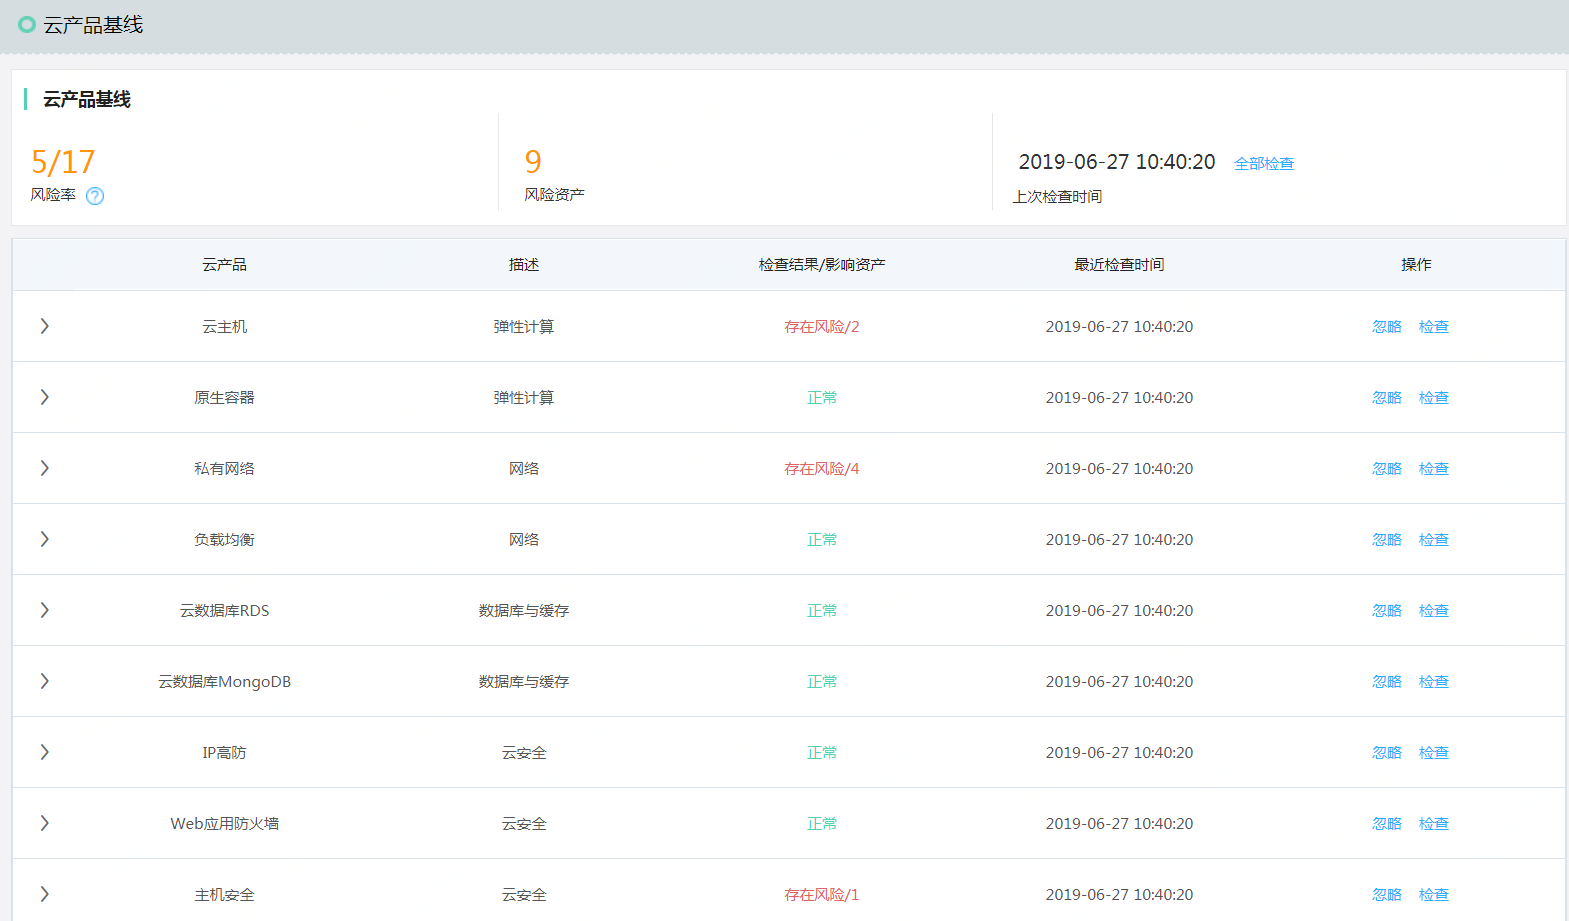 云产品基线
云产品基线
5/17
风险率 ?
9
风险资产
2019-06-27 10:40:20 全部检查
上次检查时间
云产品 描述 检查结果/影响资产 最近检查时间 操作
云主机 弹性计算 存在风险/2 2019-06-27 10:40:20 忽略 检查
原生容器 弹性计算 正常 2019-06-27 10:40:20 忽略 检查
私有网络 网络 存在风险/4 2019-06-27 10:40:20 忽略 检查
负载均衡 网络 正常 2019-06-27 10:40:20 忽略 检查
云数据库RDS 数据库与缓存 正常 2019-06-27 10:40:20 忽略 检查
云数据库MongoDB 数据库与缓存 正常 2019-06-27 10:40:20 忽略 检查
IP高防 云安全 正常 2019-06-27 10:40:20 忽略 检查
Web应用防火墙 云安全 正常 2019-06-27 10:40:20 忽略 检查
主机安全 云安全 存在风险/1 2019-06-27 10:40:20 忽略 检查